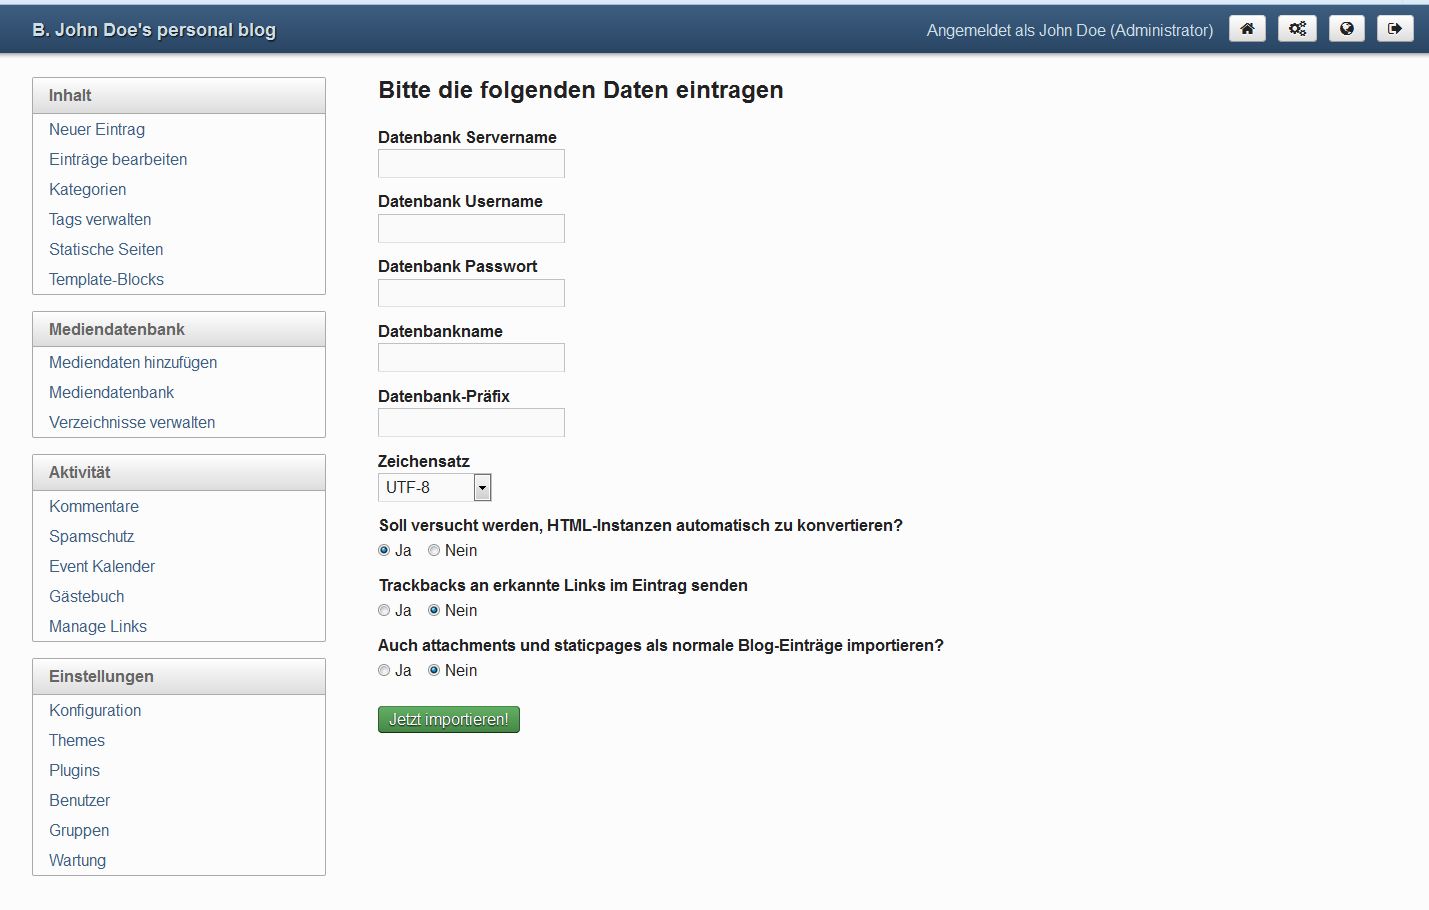 B. John Doe's personal blog
Angemeldet als John Doe (Administrator)
Inhalt
Neuer Eintrag
Einträge bearbeiten
Kategorien
Tags verwalten
Statische Seiten
Template-Blocks
Mediendatenbank
Mediendaten hinzufügen
Mediendatenbank
Verzeichnisse verwalten
Aktivität
Kommentare
Spamschutz
Event Kalender
Gästebuch
Manage Links
Einstellungen
Konfiguration
Themes
Plugins
Benutzer
Gruppen
Wartung
Bitte die folgenden Daten eintragen
Datenbank Servername
Datenbank Username
Datenbank Passwort
Datenbankname
Datenbank-Präfix
Zeichensatz
UTF-8
Soll versucht werden, HTML-Instanzen automatisch zu konvertieren?
Ja Nein
Trackbacks an erkannte Links im Eintrag senden
Ja Nein
Auch attachments und staticpages als normale Blog-Einträge importieren?
Ja Nein
Jetzt importieren!